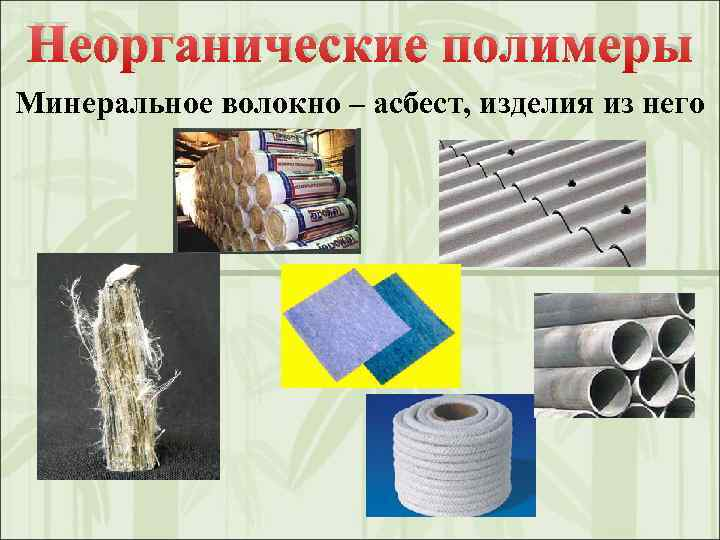 Неорганические полимеры
Минеральное волокно – асбест, изделия из него